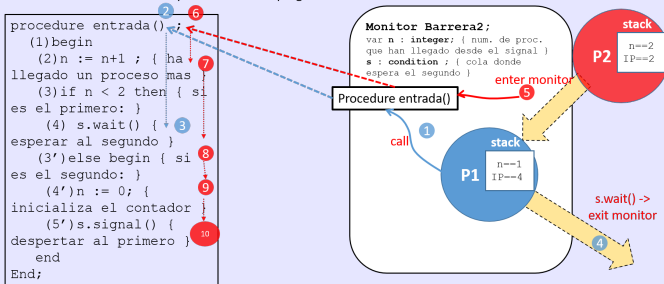 procedure entrada() ;
(1)begin
(2)n := n+1 ; { ha
llegado un proceso mas }
(3)if n < 2 then { si
es el primero: }
(4) s.wait() {
esperar al segundo }
(3')else begin { si
es el segundo: }
(4')n := 0; {
inicializa el contador }
(5')s.signal() {
despertar al primero }
end
End;
2
6
7
3
8
9
10
Monitor Barrera2;
var n : integer; { num. de proc.
que han llegado desde el signal }
s : condition ; { cola donde
espera el segundo }
enter monitor
5
Procedure entrada()
call
1
stack
P2
n==2
IP==2
stack
P1
n==1
IP==4
s.wait() ->
exit monitor
4